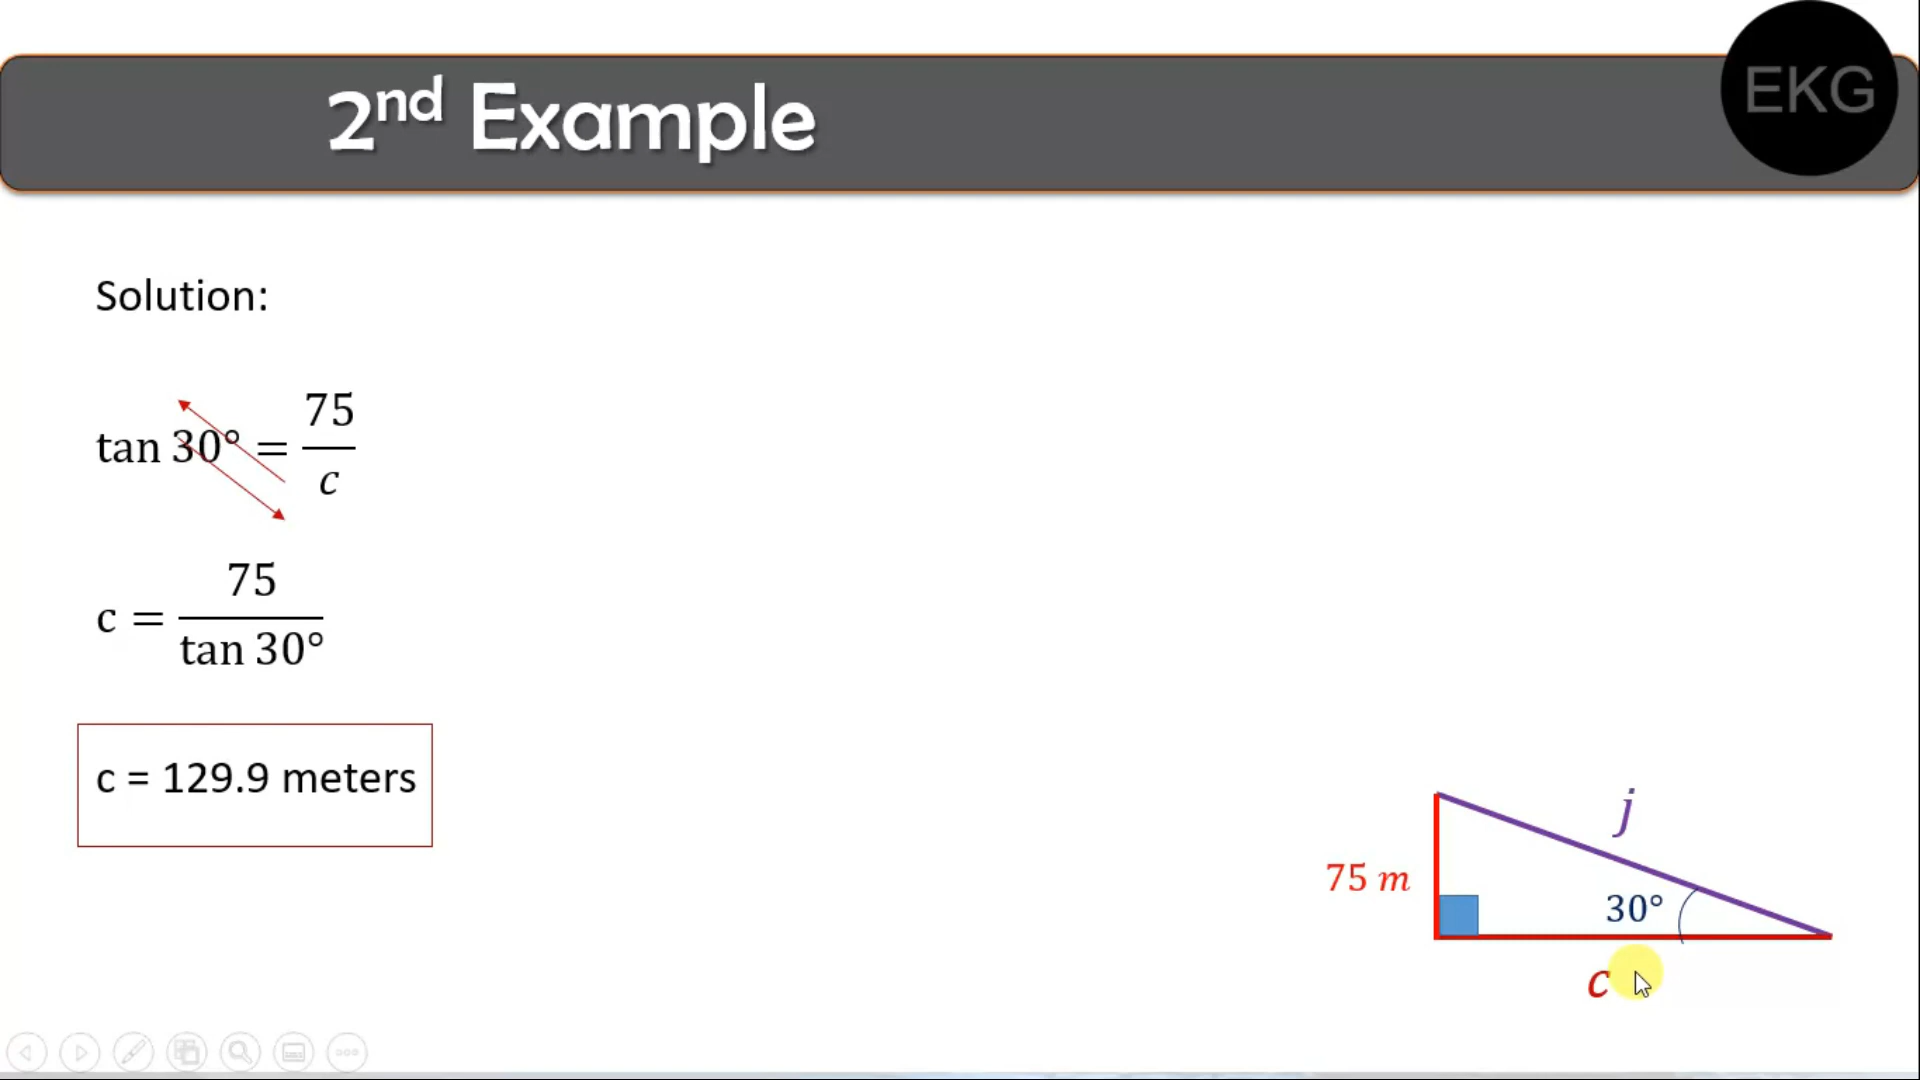 EKG
2nd Example
Solution:
tan 30° = 75/c
c = 75/tan 30°
c = 129.9 meters
j
75 m
30°
c